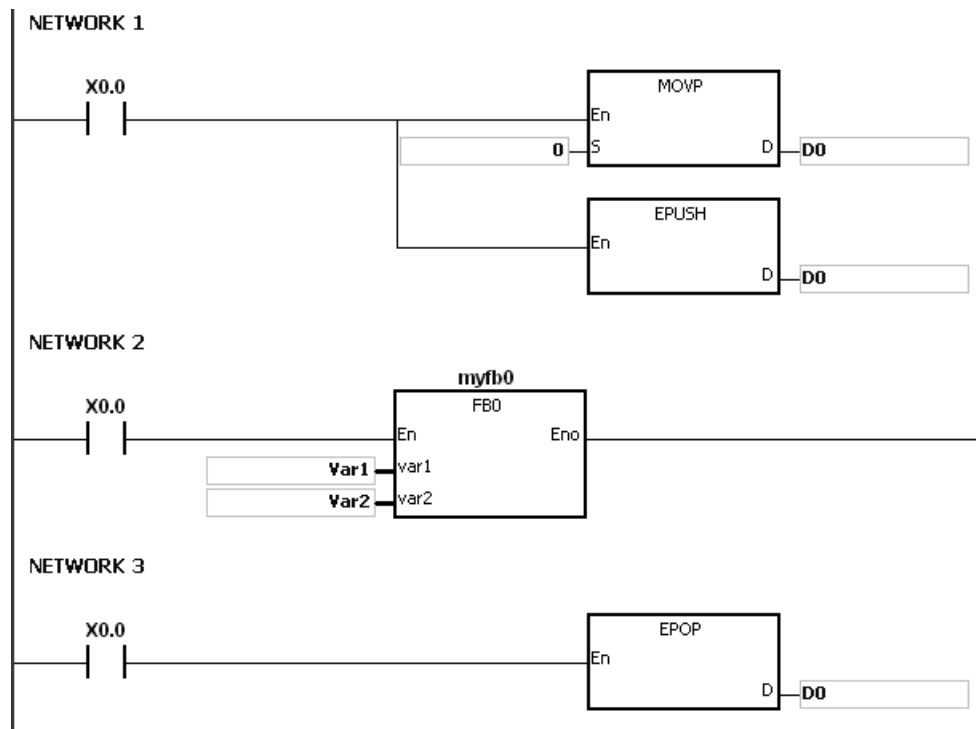 NETWORK 1
X0.0
MOVP
En
0 S D D0
EPUSH
En
D D0
NETWORK 2
myfb0
X0.0
FB0
En Eno
Var1 var1
Var2 var2
NETWORK 3
X0.0
EPOP
En
D D0